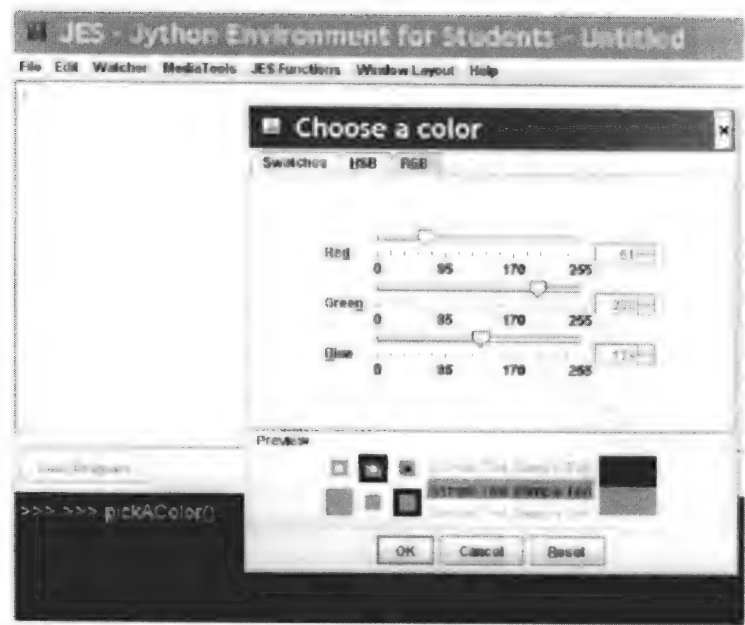 JES - Jython Environment for Students - Untitled
File Edit Watcher MediaTools JES Functions Window Layout Help
Choose a color
Swatches HSB RGB
Red 61
0 85 170 255
Green
0 85 170 255
Blue
0 85 170 255
Preview
>>> >>> pickAColor()
OK Cancel Reset